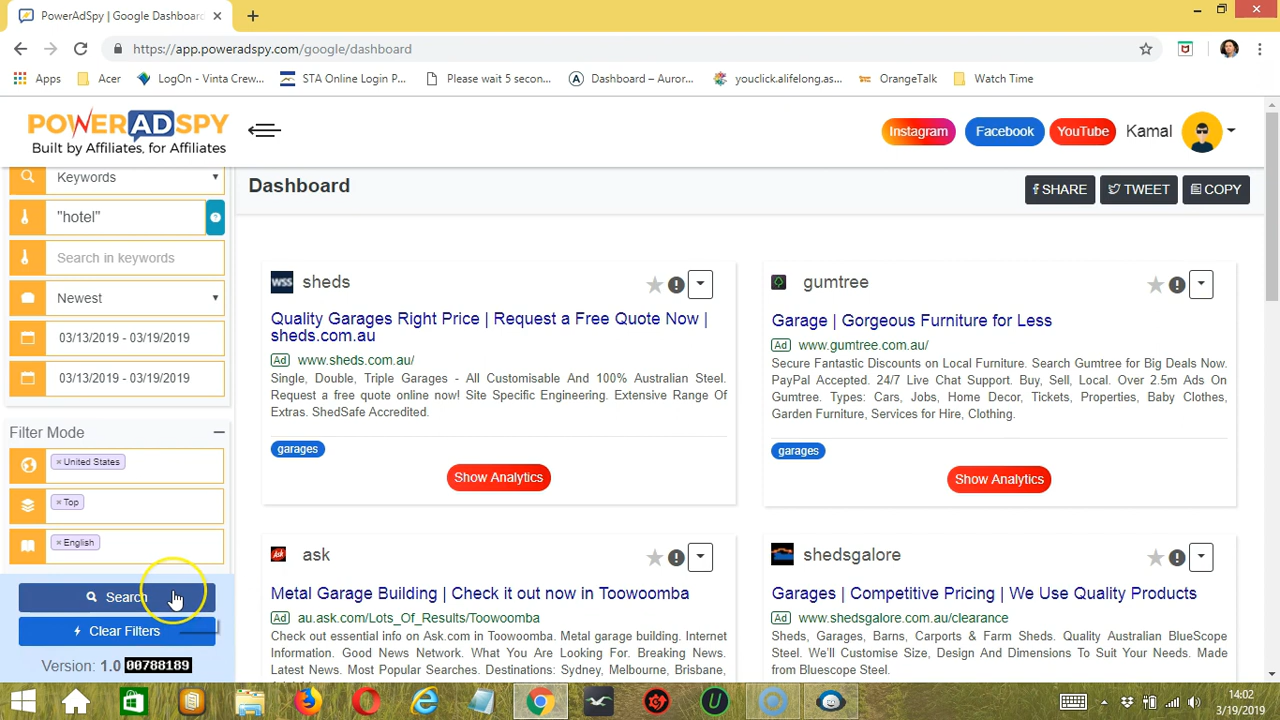 PowerAdSpy | Google Dashboard
https://app.poweradspy.com/google/dashboard
Apps
Acer
LogOn - Vinta Crew...
STA Online Login P...
Please wait 5 secon...
Dashboard – Auror...
youclick.alifelong.as...
OrangeTalk
Watch Time
POWERADSPY
Built by Affiliates, for Affiliates
Instagram
Facebook
YouTube
Kamal
Keywords
"hotel"
Search in keywords
Newest
03/13/2019 - 03/19/2019
03/13/2019 - 03/19/2019
Filter Mode
× United States
× Top
× English
Search
Clear Filters
Version: 1.0 00788189
Dashboard
SHARE
TWEET
COPY
WSS
sheds
Quality Garages Right Price | Request a Free Quote Now |
sheds.com.au
Ad www.sheds.com.au/
Single, Double, Triple Garages - All Customisable And 100% Australian Steel.
Request a free quote online now! Site Specific Engineering. Extensive Range Of
Extras. ShedSafe Accredited.
garages
Show Analytics
gumtree
Garage | Gorgeous Furniture for Less
Ad www.gumtree.com.au/
Secure Fantastic Discounts on Local Furniture. Search Gumtree for Big Deals Now.
PayPal Accepted. 24/7 Live Chat Support. Buy, Sell, Local. Over 2.5m Ads On
Gumtree. Types: Cars, Jobs, Home Decor, Tickets, Properties, Baby Clothes,
Garden Furniture, Services for Hire, Clothing.
garages
Show Analytics
Ask
ask
Metal Garage Building | Check it out now in Toowoomba
Ad au.ask.com/Lots_Of_Results/Toowoomba
Check out essential info on Ask.com in Toowoomba. Metal garage building. Internet
Information. Good News Network. What You Are Looking For. Breaking News.
Latest News. Most Popular Searches. Destinations: Sydney, Melbourne, Brisbane,
shedsgalore
Garages | Competitive Pricing | We Use Quality Products
Ad www.shedsgalore.com.au/clearance
Sheds, Garages, Barns, Carports & Farm Sheds. Quality Australian BlueScope
Steel. We'll Customise Size, Design And Dimensions To Suit Your Needs. Made
from Bluescope Steel.
14:02
3/19/2019